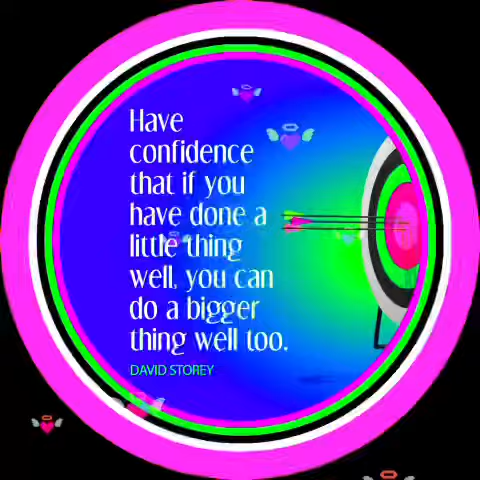 Have
confidence
that if you
have done a
little thing
well, you can
do a bigger
thing well too.
DAVID STOREY